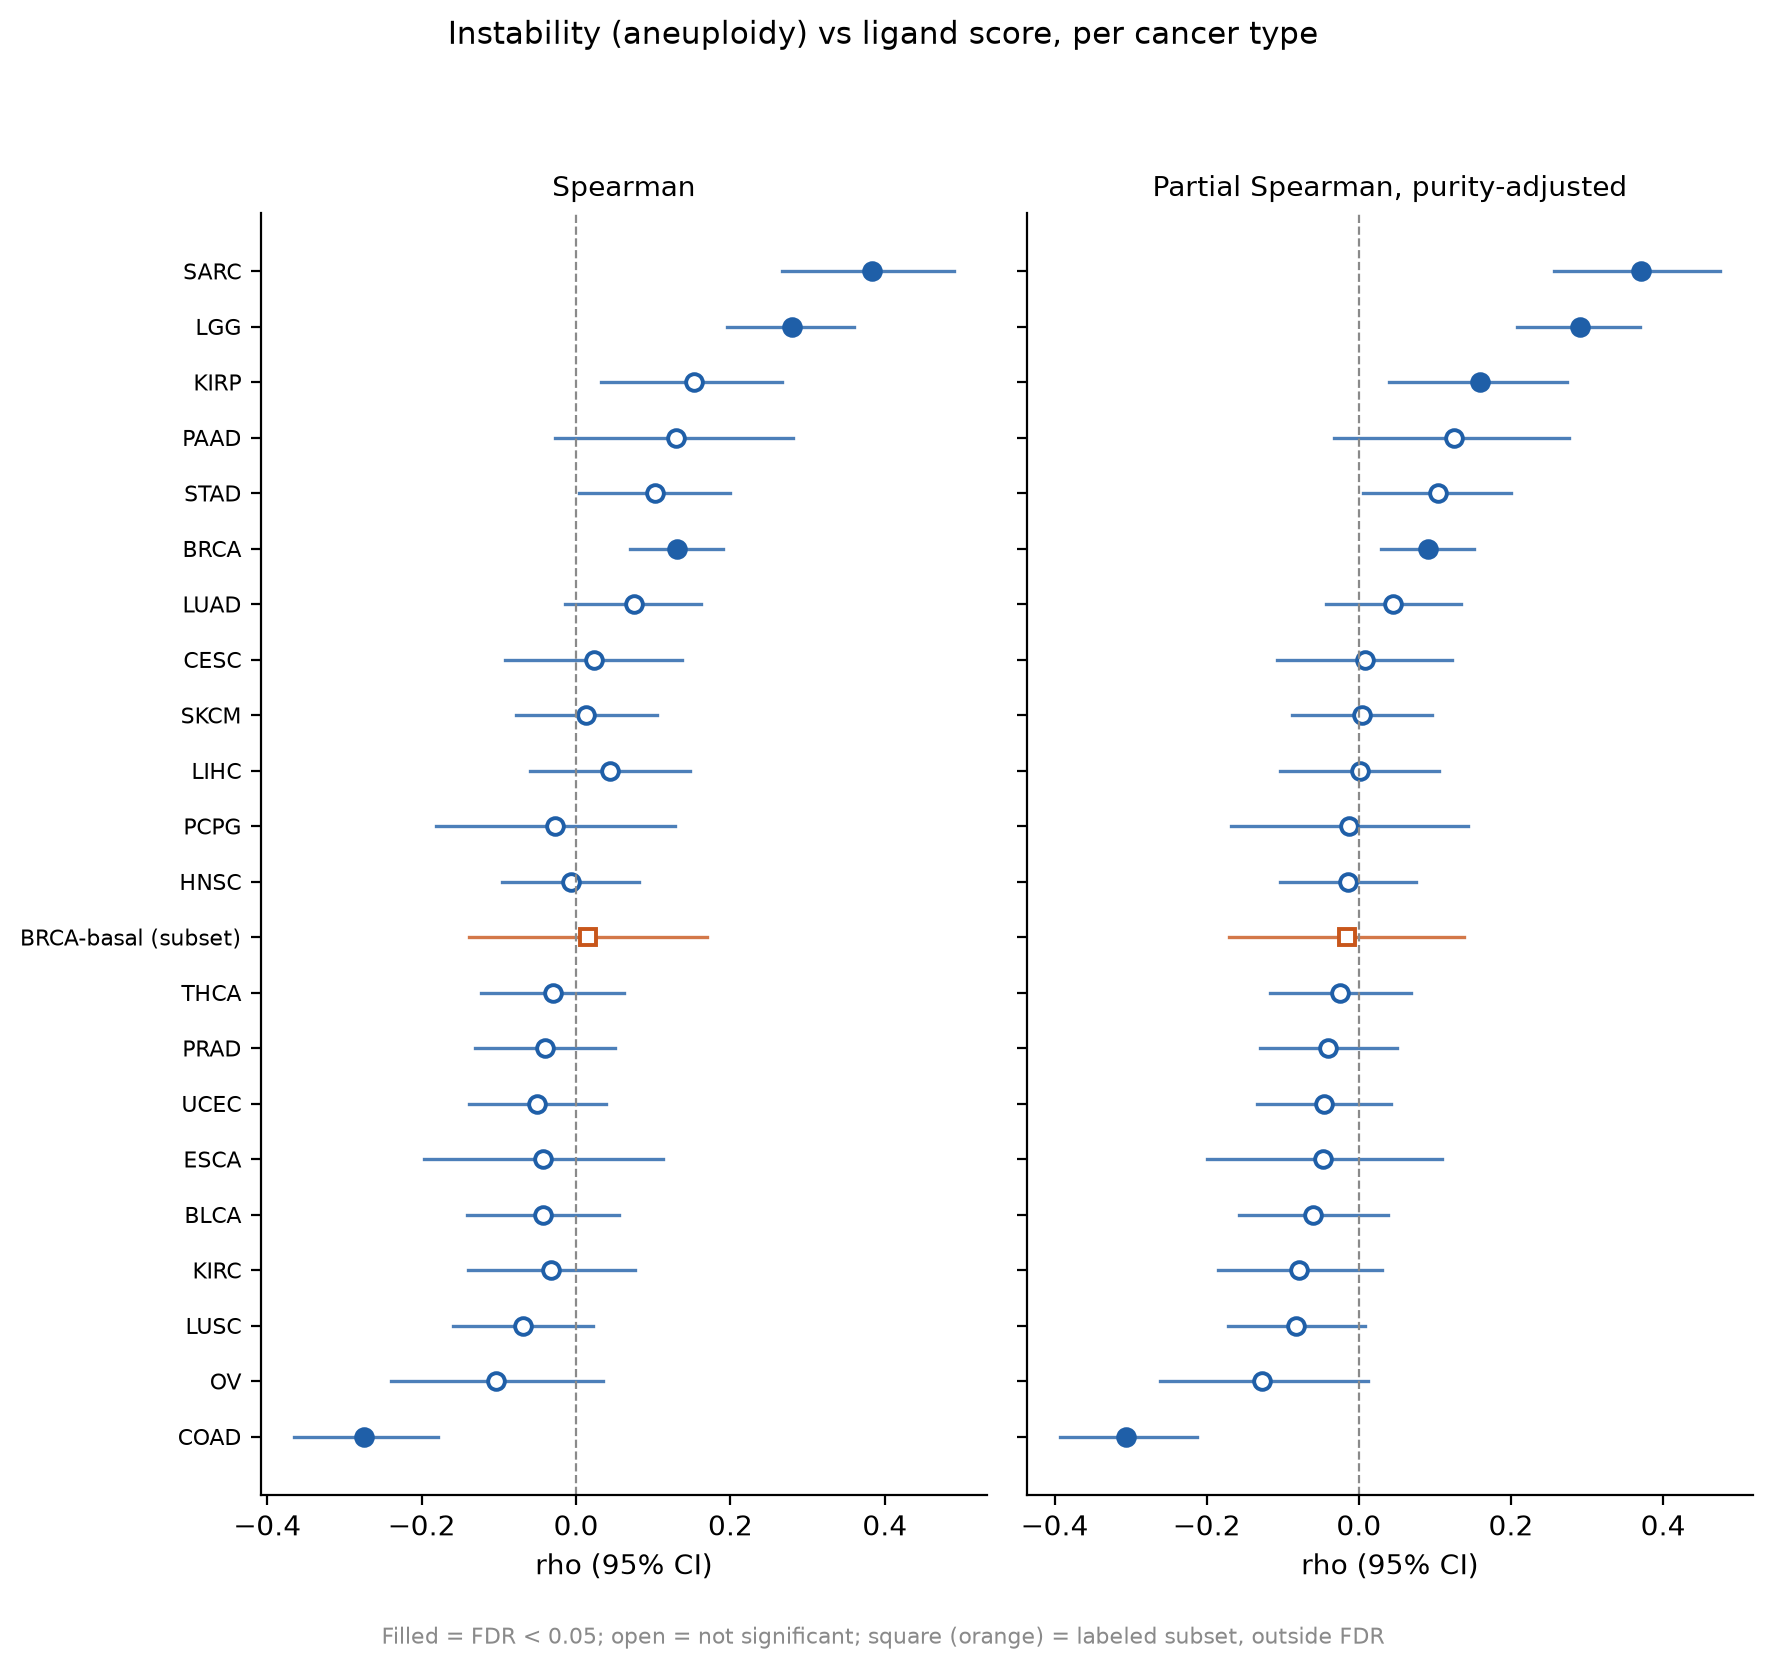 Instability (aneuploidy) vs ligand score, per cancer type
Spearman
Partial Spearman, purity-adjusted
SARC
LGG
KIRP
PAAD
STAD
BRCA
LUAD
CESC
SKCM
LIHC
PCPG
HNSC
BRCA-basal (subset)
THCA
PRAD
UCEC
ESCA
BLCA
KIRC
LUSC
OV
COAD
−0.4 −0.2 0.0 0.2 0.4
−0.4 −0.2 0.0 0.2 0.4
rho (95% CI)
rho (95% CI)
Filled = FDR < 0.05; open = not significant; square (orange) = labeled subset, outside FDR